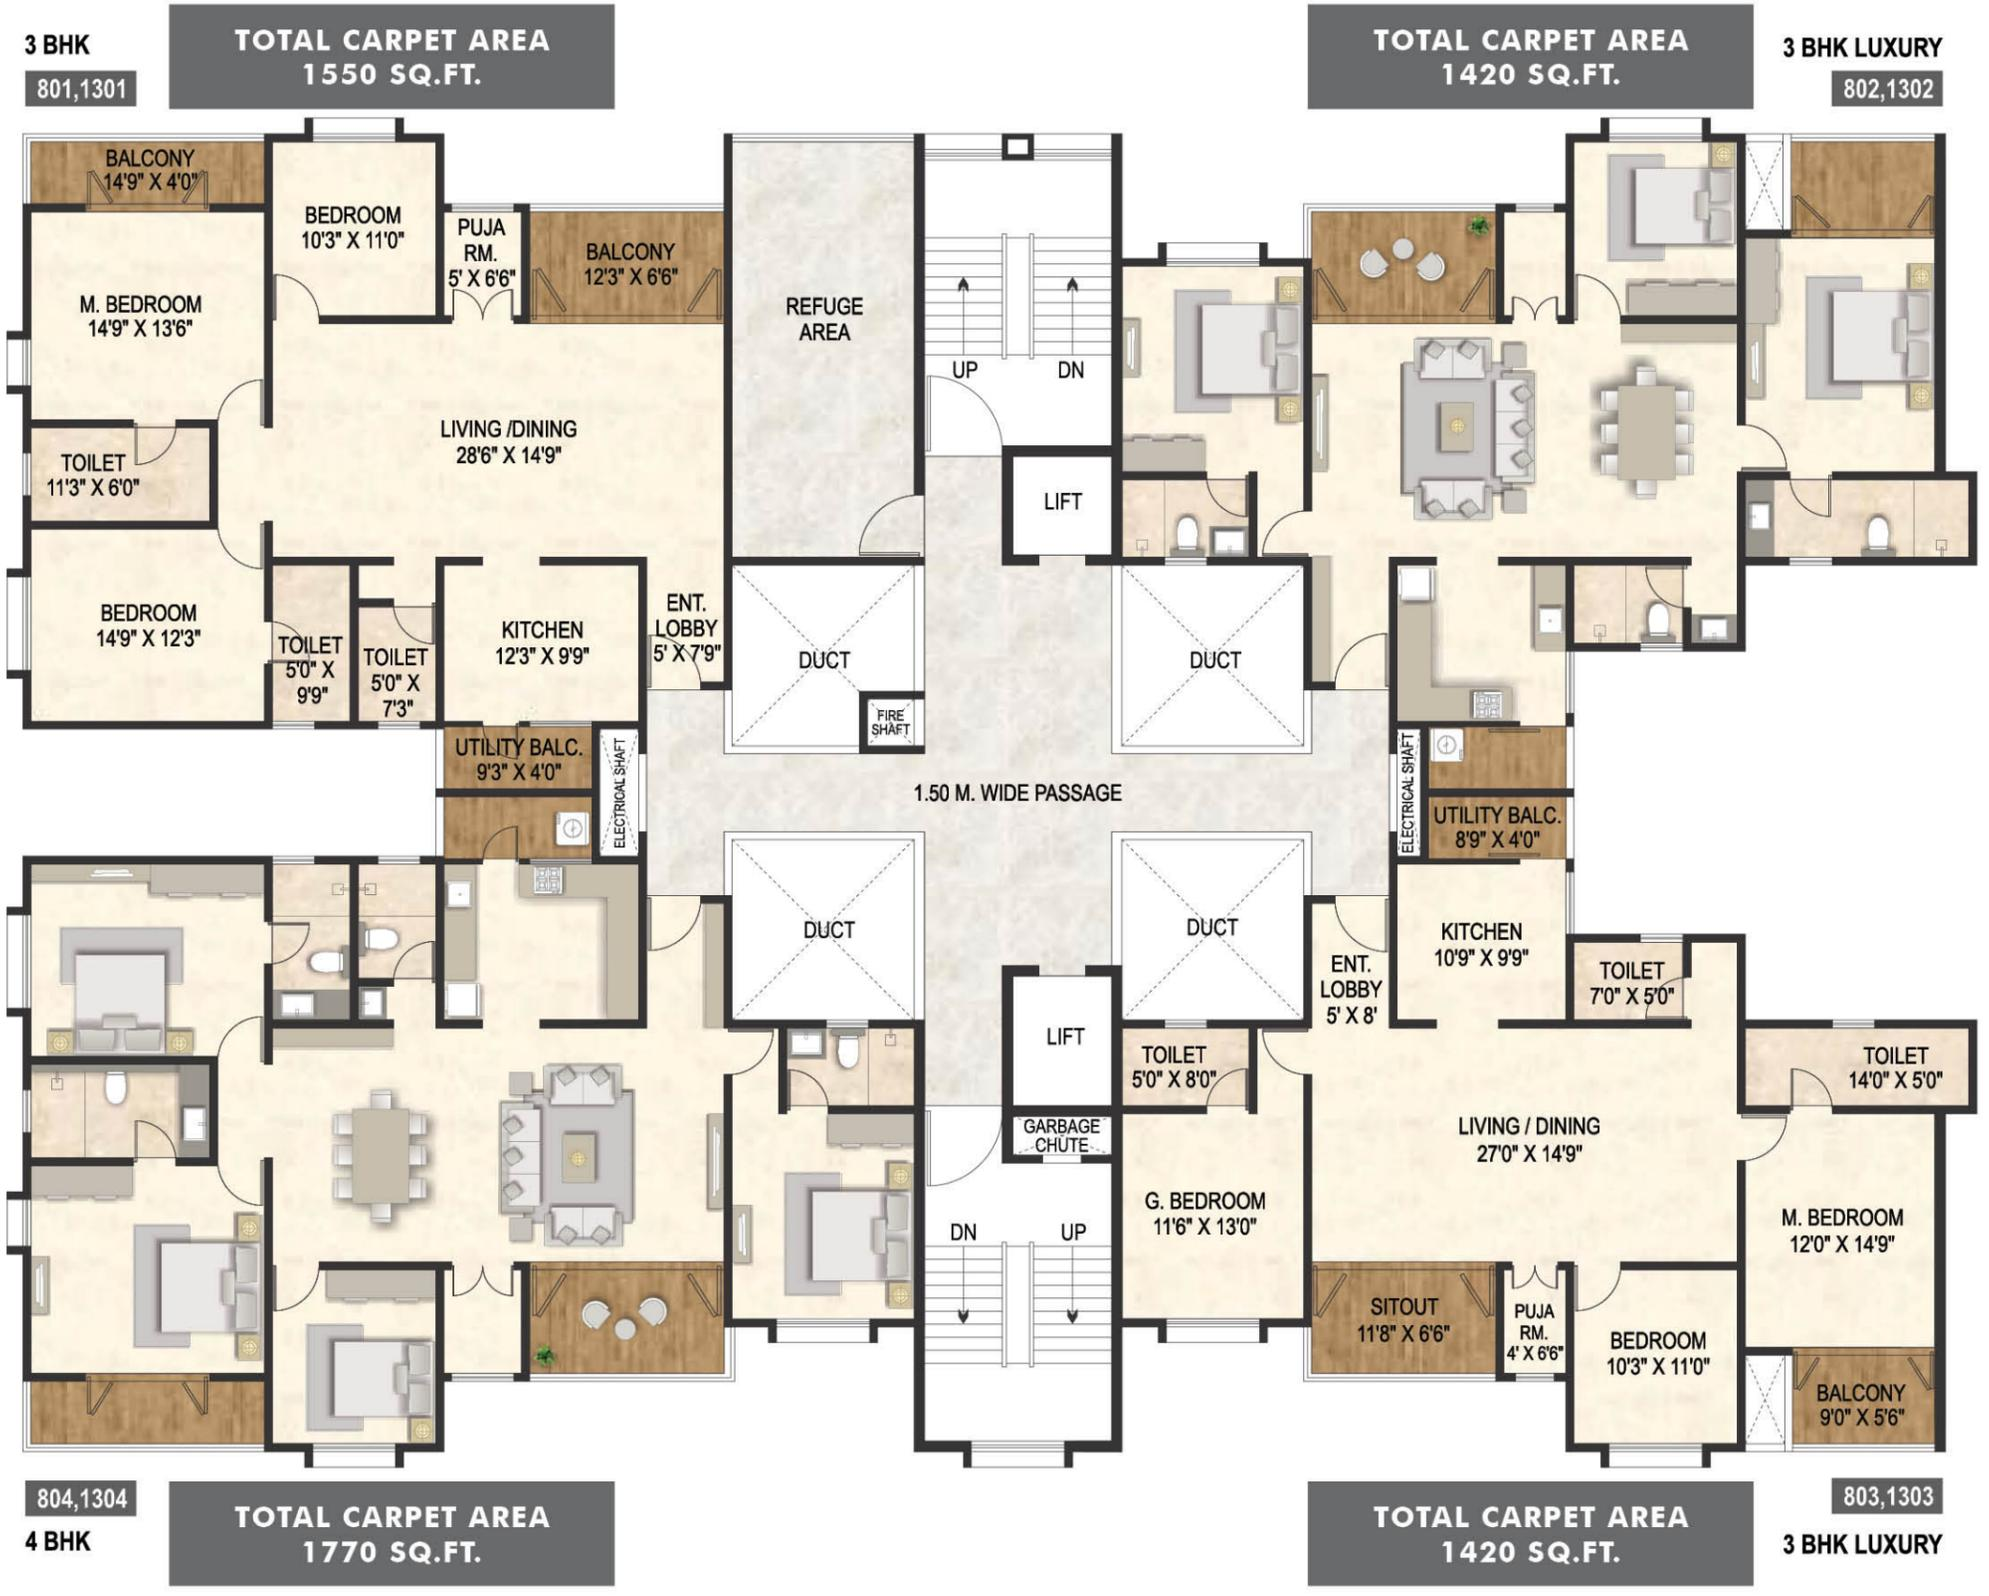 3 BHK
801,1301
TOTAL CARPET AREA
1550 SQ.FT.
TOTAL CARPET AREA
1420 SQ.FT.
3 BHK LUXURY
802,1302
BALCONY
14'9" X 4'0"
BEDROOM
10'3" X 11'0"
PUJA
RM.
5' X 6'6"
BALCONY
12'3" X 6'6"
M. BEDROOM
14'9" X 13'6"
REFUGE
AREA
UP
DN
LIVING /DINING
28'6" X 14'9"
TOILET
11'3" X 6'0"
LIFT
BEDROOM
14'9" X 12'3"
TOILET
5'0" X
9'9"
TOILET
5'0" X
7'3"
KITCHEN
12'3" X 9'9"
ENT.
LOBBY
5' X 7'9"
DUCT
DUCT
FIRE
SHAFT
UTILITY BALC.
9'3" X 4'0"
ELECTRICAL SHAFT
1.50 M. WIDE PASSAGE
ELECTRICAL SHAFT
UTILITY BALC.
8'9" X 4'0"
DUCT
DUCT
KITCHEN
10'9" X 9'9"
ENT.
LOBBY
5' X 8'
TOILET
7'0" X 5'0"
LIFT
TOILET
5'0" X 8'0"
TOILET
14'0" X 5'0"
GARBAGE
CHUTE
LIVING / DINING
27'0" X 14'9"
G. BEDROOM
11'6" X 13'0"
M. BEDROOM
12'0" X 14'9"
DN
UP
SITOUT
11'8" X 6'6"
PUJA
RM.
4' X 6'6"
BEDROOM
10'3" X 11'0"
BALCONY
9'0" X 5'6"
804,1304
4 BHK
TOTAL CARPET AREA
1770 SQ.FT.
TOTAL CARPET AREA
1420 SQ.FT.
803,1303
3 BHK LUXURY